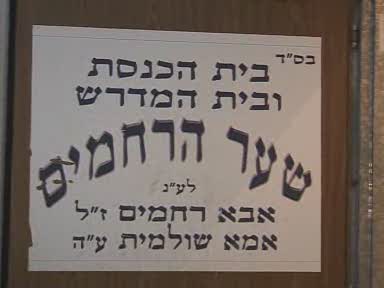 בס"ד
בית הכנסת
ובית המדרש
שער הרחמים
לע"נ
אבא רחמים ז"ל
אמא שולמית ע"ה